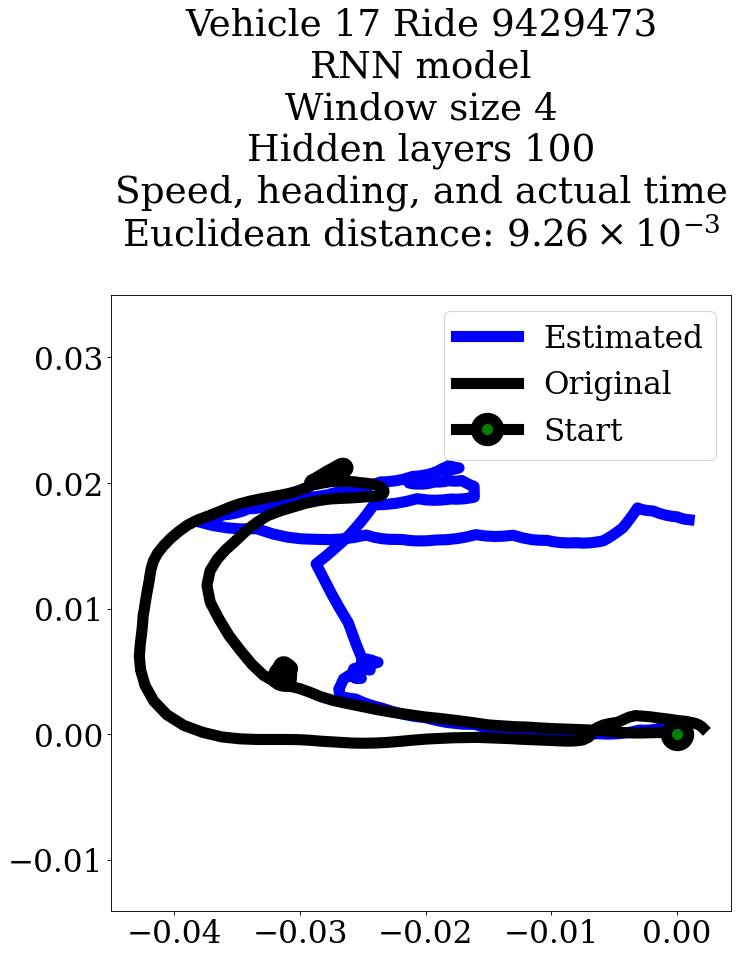 Vehicle 17 Ride 9429473
RNN model
Window size 4
Hidden layers 100
Speed, heading, and actual time
Euclidean distance: 9.26 × 10⁻³
Estimated
Original
Start
0.03
0.02
0.01
0.00
−0.01
−0.04 −0.03 −0.02 −0.01 0.00